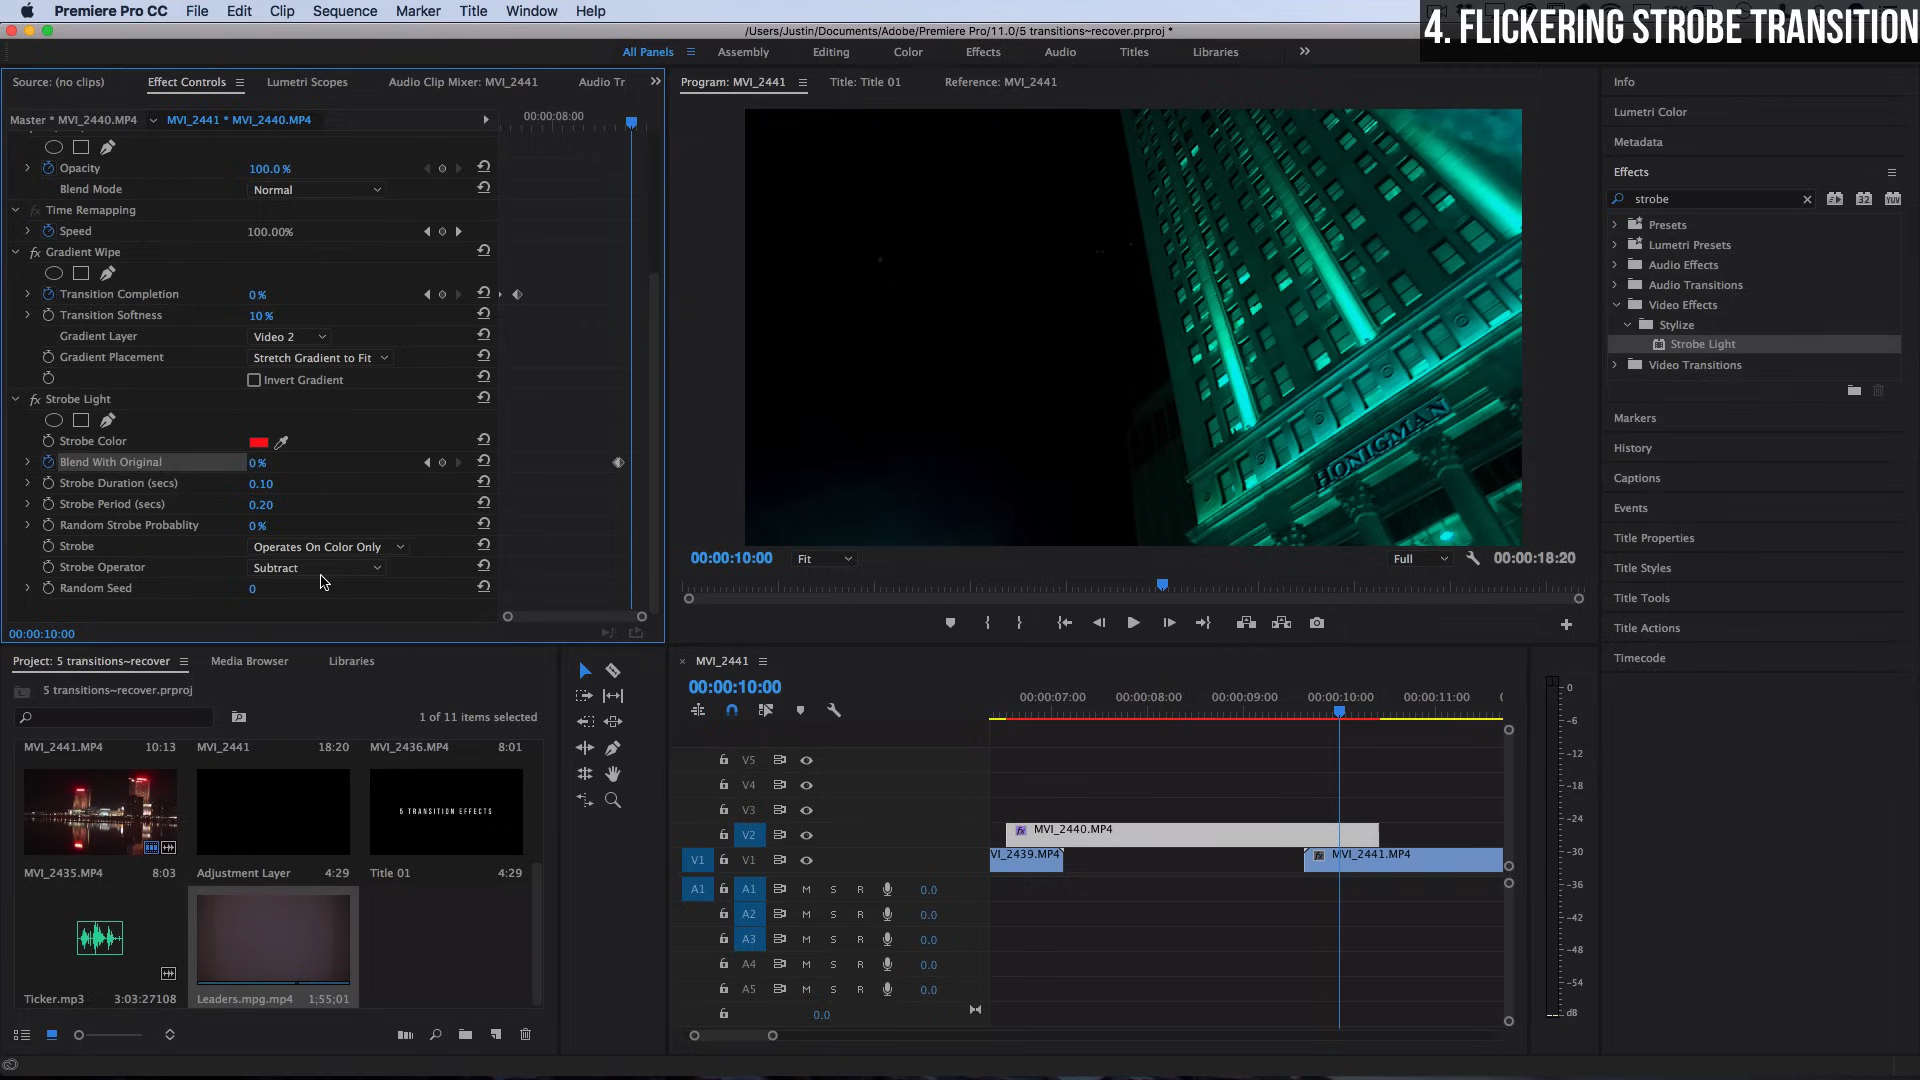 Premiere Pro CC File Edit Clip Sequence Marker Title Window Help
4. FLICKERING STROBE TRANSITION
/Users/Justin/Documents/Adobe/Premiere Pro/11.0/5 transitions~recover.prproj *
All Panels Assembly Editing Color Effects Audio Titles Libraries
Source: (no clips) Effect Controls Lumetri Scopes Audio Clip Mixer: MVI_2441 Audio Tr
Master * MVI_2440.MP4 MVI_2441 * MVI_2440.MP4
00:00:08:00
Opacity 100.0 %
Blend Mode Normal
Time Remapping
Speed 100.00%
fx Gradient Wipe
Transition Completion 0 %
Transition Softness 10 %
Gradient Layer Video 2
Gradient Placement Stretch Gradient to Fit
Invert Gradient
fx Strobe Light
Strobe Color
Blend With Original 0 %
Strobe Duration (secs) 0.10
Strobe Period (secs) 0.20
Random Strobe Probablity 0 %
Strobe Operates On Color Only
Strobe Operator Subtract
Random Seed 0
00:00:10:00
Program: MVI_2441 Title: Title 01 Reference: MVI_2441
HONIGMAN
00:00:10:00 Fit Full 00:00:18:20
Info
Lumetri Color
Metadata
Effects
strobe
32 YUV
Presets
Lumetri Presets
Audio Effects
Audio Transitions
Video Effects
Stylize
Strobe Light
Video Transitions
Markers
History
Captions
Events
Title Properties
Title Styles
Title Tools
Title Actions
Timecode
Project: 5 transitions~recover Media Browser Libraries
5 transitions~recover.prproj
1 of 11 items selected
MVI_2441.MP4 10:13 MVI_2441 18:20 MVI_2436.MP4 8:01
5 TRANSITION EFFECTS
MVI_2435.MP4 8:03 Adjustment Layer 4:29 Title 01 4:29
Ticker.mp3 3:03:27108 Leaders.mpg.mp4 1;55;01
MVI_2441
00:00:10:00
00:00:07:00 00:00:08:00 00:00:09:00 00:00:10:00 00:00:11:00
V5
V4
V3
V2 fx MVI_2440.MP4
V1 V1 VI_2439.MP4 fx MVI_2441.MP4
A1 A1 M S R 0.0
A2 M S R 0.0
A3 M S R 0.0
A4 M S R 0.0
A5 M S R 0.0
0.0
0
-6
-12
-18
-24
-30
-36
-42
-48
-54
dB